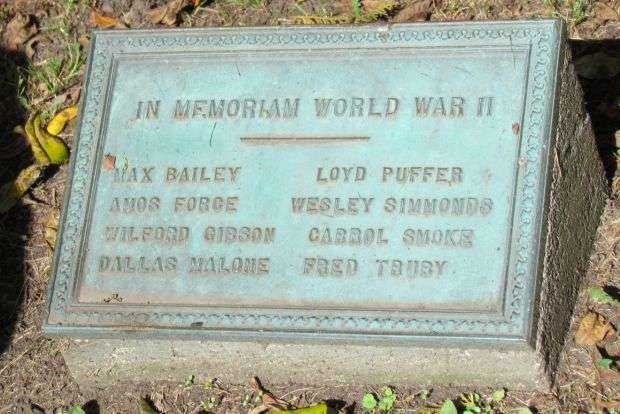 IN MEMORIAM WORLD WAR II
MAX BAILEY LOYD PUFFER
AMOS FORCE WESLEY SIMMONDS
WILFORD GIBSON CARROL SMOKE
DALLAS MALONE FRED TRUBY